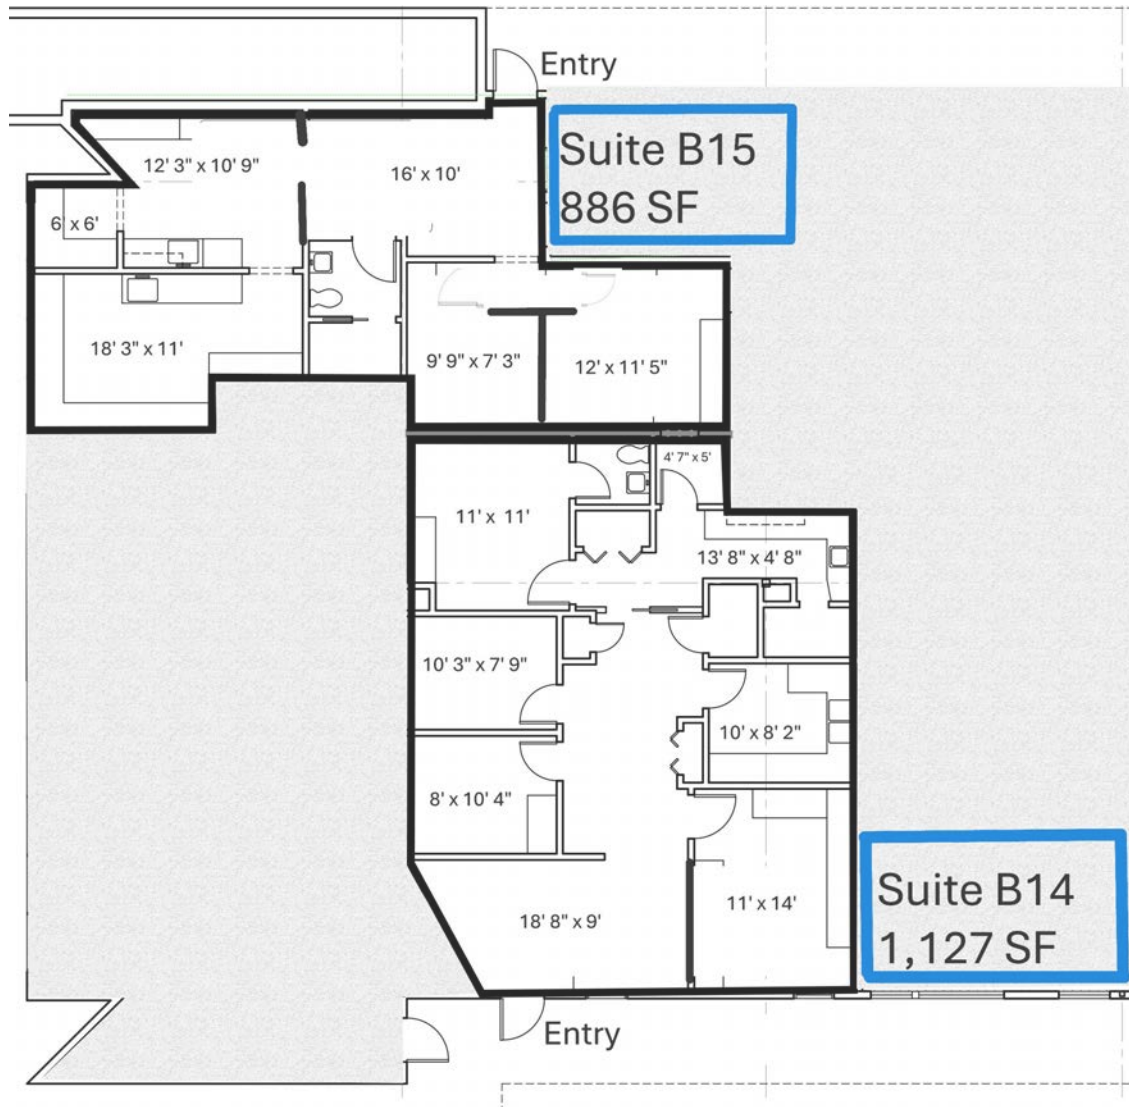 Entry
Suite B15
886 SF
12' 3" x 10' 9"
16' x 10'
6' x 6'
18' 3" x 11'
9' 9" x 7' 3"
12' x 11' 5"
4' 7" x 5'
11' x 11'
13' 8" x 4' 8"
10' 3" x 7' 9"
10' x 8' 2"
8' x 10' 4"
11' x 14'
18' 8" x 9'
Suite B14
1,127 SF
Entry